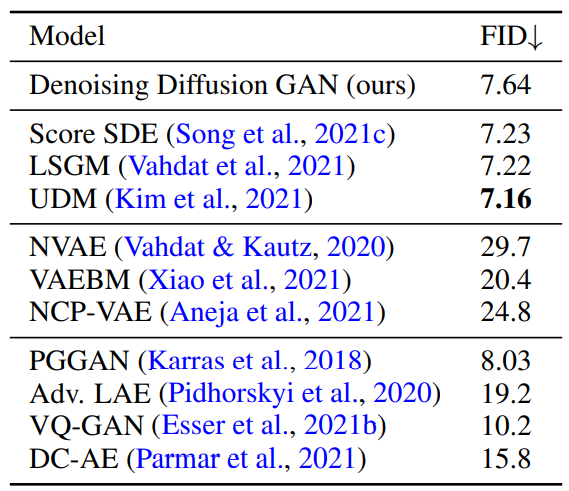 Model FID↓
Denoising Diffusion GAN (ours) 7.64
Score SDE (Song et al., 2021c) 7.23
LSGM (Vahdat et al., 2021) 7.22
UDM (Kim et al., 2021) 7.16
NVAE (Vahdat & Kautz, 2020) 29.7
VAEBM (Xiao et al., 2021) 20.4
NCP-VAE (Aneja et al., 2021) 24.8
PGGAN (Karras et al., 2018) 8.03
Adv. LAE (Pidhorskyi et al., 2020) 19.2
VQ-GAN (Esser et al., 2021b) 10.2
DC-AE (Parmar et al., 2021) 15.8